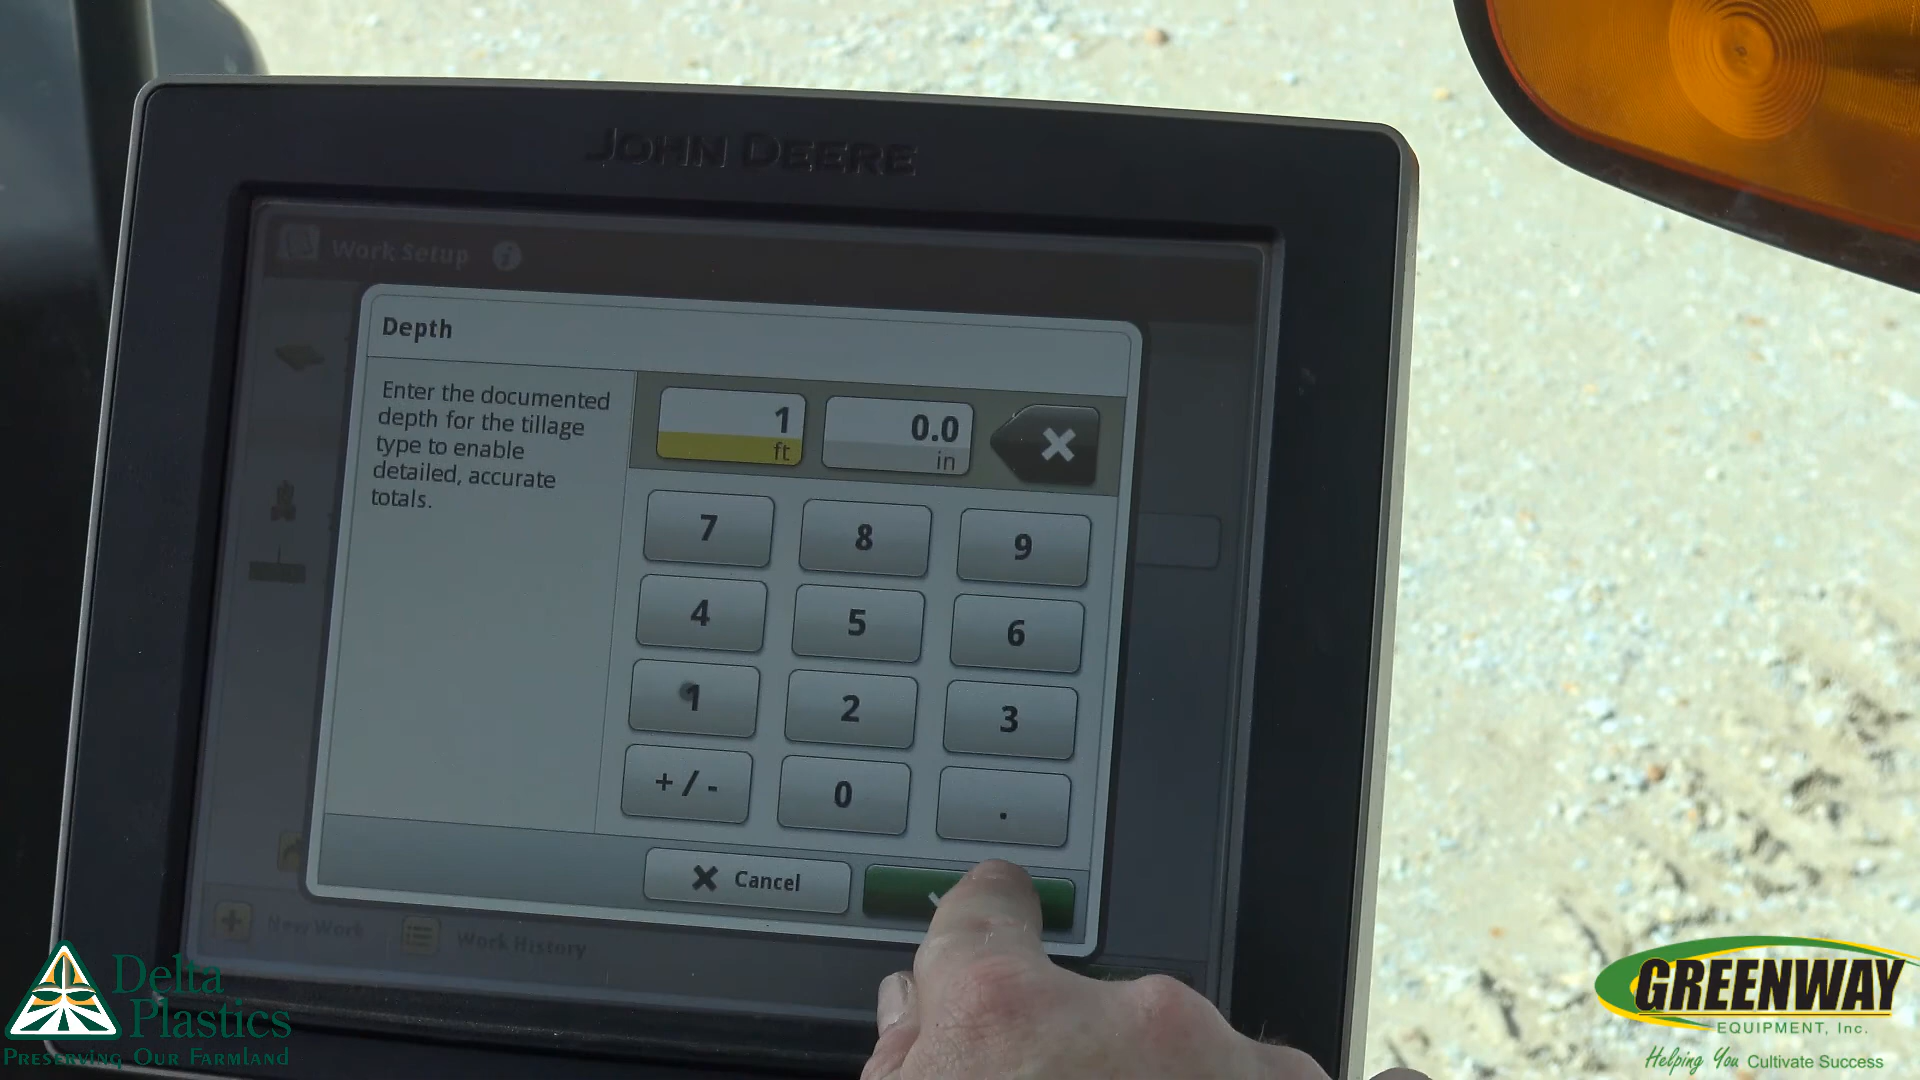 JOHN DEERE
Work Setup
Depth
Enter the documented
depth for the tillage
type to enable
detailed, accurate
totals.
1
ft
0.0
in
7
8
9
4
5
6
1
2
3
+ / -
0
.
Cancel
New Work
Work History
Delta
Plastics
Preserving Our Farmland
GREENWAY
EQUIPMENT, Inc.
Helping You Cultivate Success